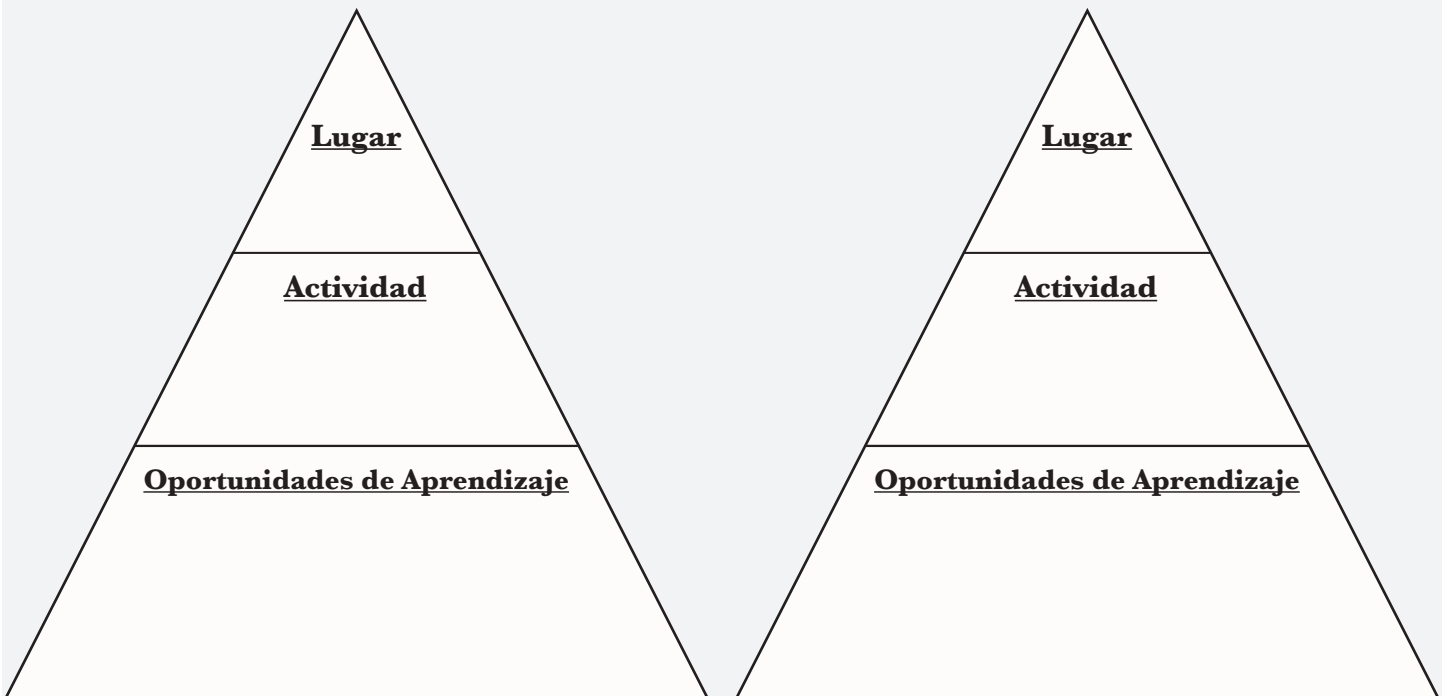 Lugar
Actividad
Oportunidades de Aprendizaje
Lugar
Actividad
Oportunidades de Aprendizaje